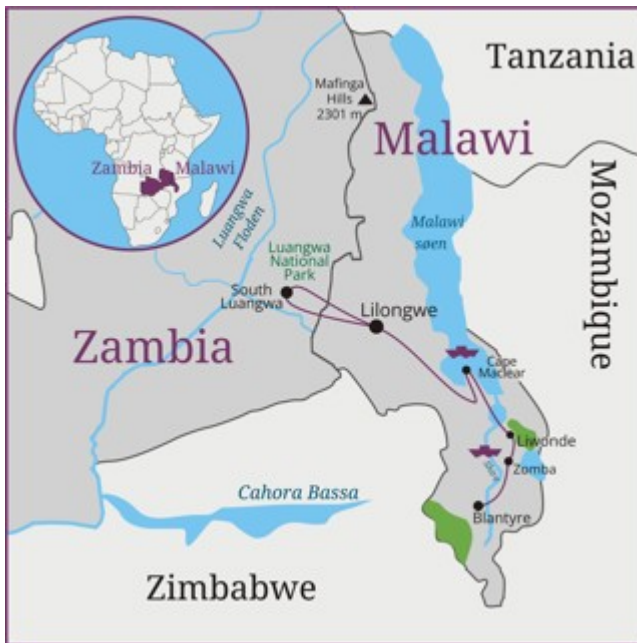 Zambia
Malawi
Tanzania
Mafinga
Hills
2301 m
Malawi
Mozambique
Luangwa
Floden
Malawi
søen
Luangwa
National
Park
South
Luangwa
Lilongwe
Zambia
Cape
Maclear
Liwonde
Zomba
Blantyre
Cahora Bassa
Zimbabwe